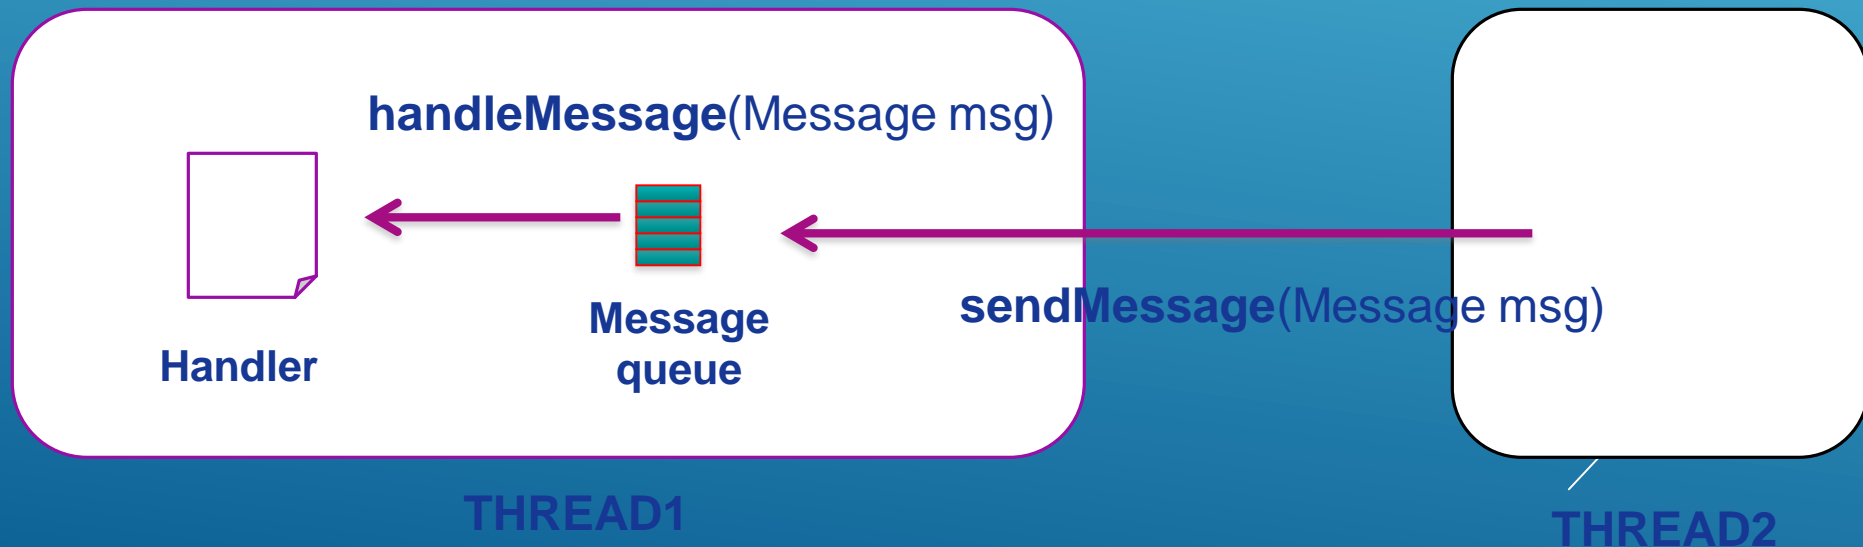 handleMessage(Message msg)
sendMessage(Message msg)
Message
queue
Handler
THREAD1
THREAD2